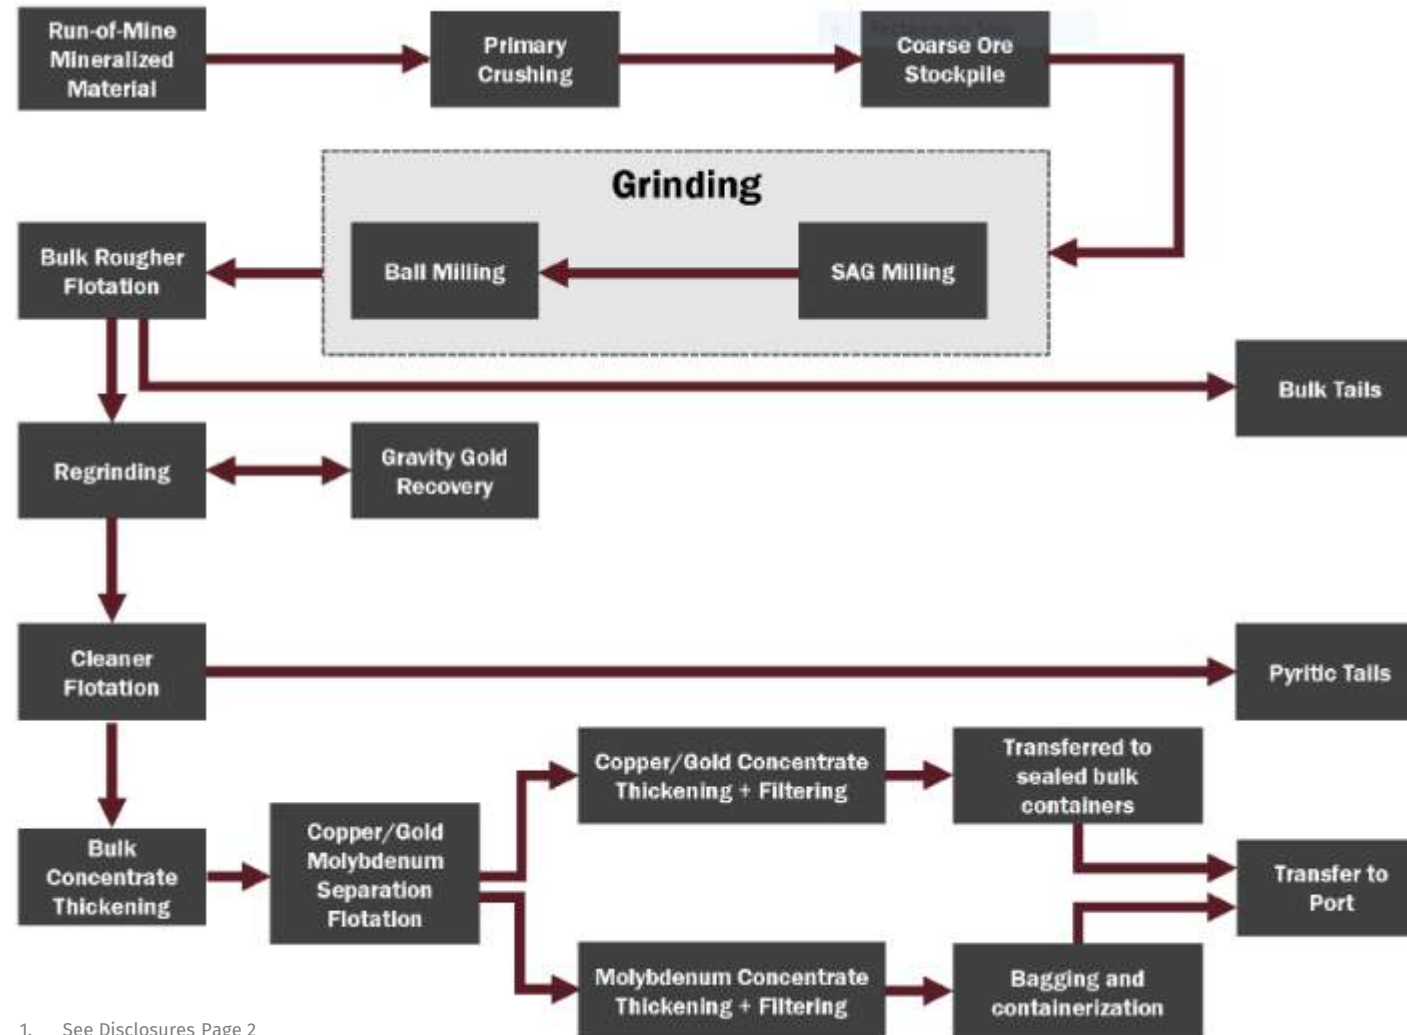 Run-of-Mine
Mineralized
Material
Primary
Crushing
Coarse Ore
Stockpile
Grinding
Bulk Rougher
Flotation
Ball Milling
SAG Milling
Bulk Tails
Regrinding
Gravity Gold
Recovery
Cleaner
Flotation
Pyritic Tails
Bulk
Concentrate
Thickening
Copper/Gold
Molybdenum
Separation
Flotation
Copper/Gold Concentrate
Thickening + Filtering
Transferred to
sealed bulk
containers
Transfer to
Port
Molybdenum Concentrate
Thickening + Filtering
Bagging and
containerization
1. See Disclosures Page 2